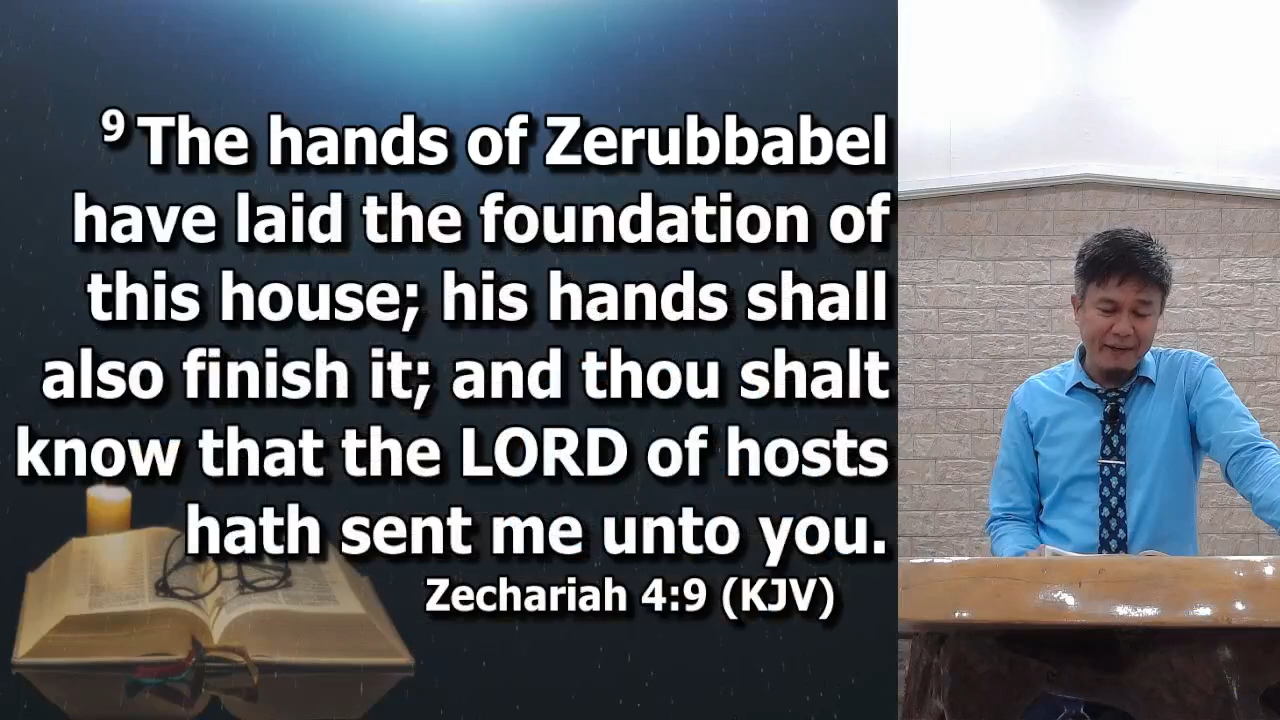 9 The hands of Zerubbabel
have laid the foundation of
this house; his hands shall
also finish it; and thou shalt
know that the LORD of hosts
hath sent me unto you.
Zechariah 4:9 (KJV)